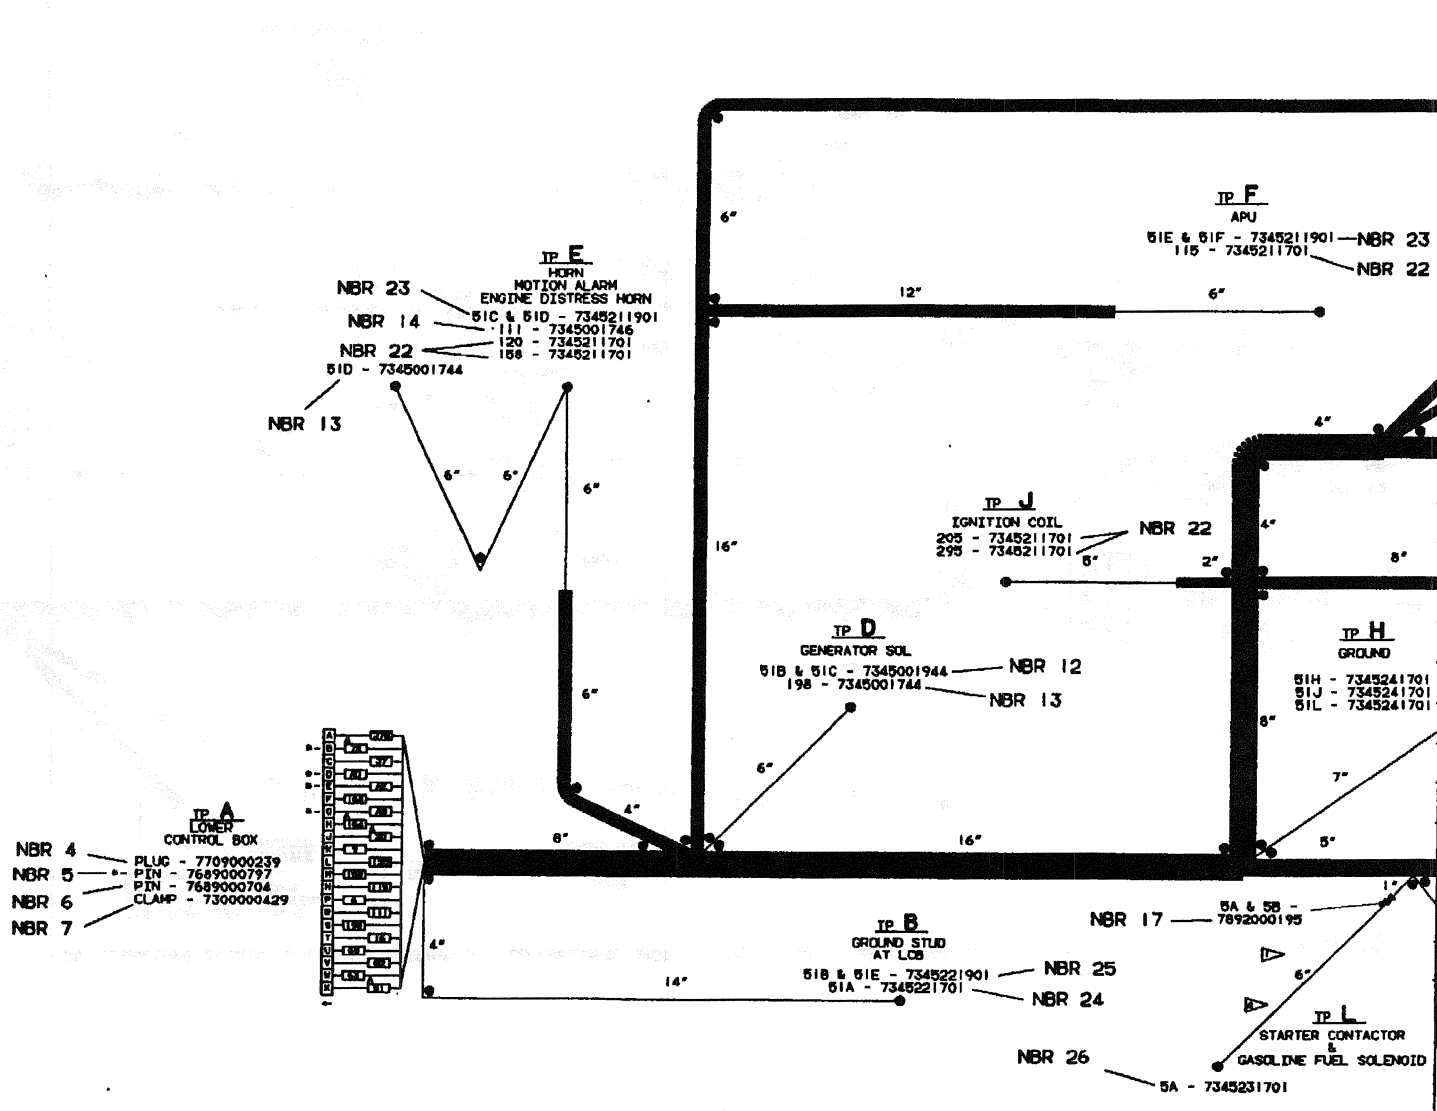 TP F
APU
51E & 51F - 7345211901 NBR 23
115 - 7345211701
NBR 22
6"
12"
6"
TP E
HORN
MOTION ALARM
ENGINE DISTRESS HORN
NBR 23
51C & 51D - 7345211901
NBR 14
111 - 7345001746
120 - 7345211701
NBR 22
158 - 7345211701
51D - 7345001744
NBR 13
6"
6"
6"
16"
4"
TP J
IGNITION COIL
205 - 7345211701
295 - 7345211701
NBR 22
4"
5"
2"
8"
TP D
GENERATOR SOL
51B & 51C - 7345001944
NBR 12
198 - 7345001744
NBR 13
6"
TP H
GROUND
51H - 7345241701
51J - 7345241701
51L - 7345241701
6"
8"
7"
4"
8"
16"
5"
1"
TP A
LOWER
CONTROL BOX
NBR 4
PLUG - 7709000239
NBR 5
PIN - 7689000797
NBR 6
PIN - 7689000704
NBR 7
CLAMP - 7300000429
A
B
C 37
D
E
F
G
H
J
K
L
M
N
P
R
S
T
U
V
W
X
4"
14"
TP B
GROUND STUD
AT LCB
51B & 51E - 7345221901
NBR 25
51A - 7345221701
NBR 24
NBR 17
5A & 5B -
7892000195
6"
TP L
STARTER CONTACTOR
&
GASOLINE FUEL SOLENOID
NBR 26
5A - 7345231701